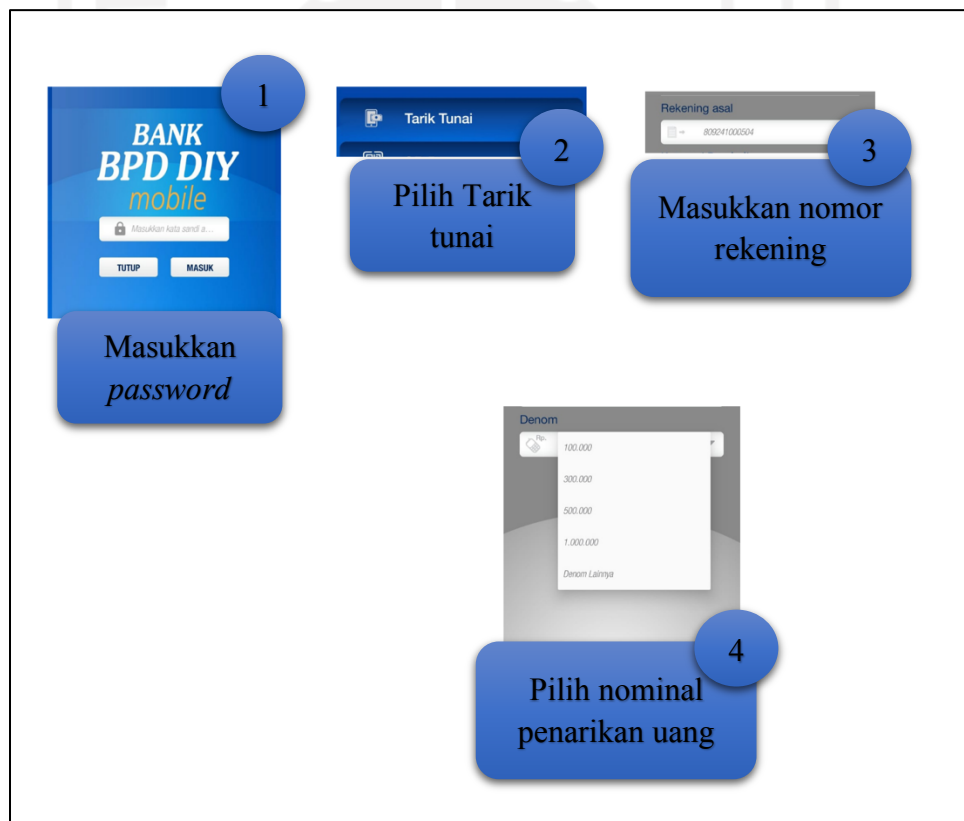 1
BANK
BPD DIY
mobile
Masukkan kata sandi a....
TUTUP MASUK
Masukkan
password
Tarik Tunai
2
Pilih Tarik
tunai
Rekening asal
809241000504
3
Masukkan nomor
rekening
Denom
Rp.
100.000
300.000
500.000
1.000.000
Denom Lainnya
4
Pilih nominal
penarikan uang